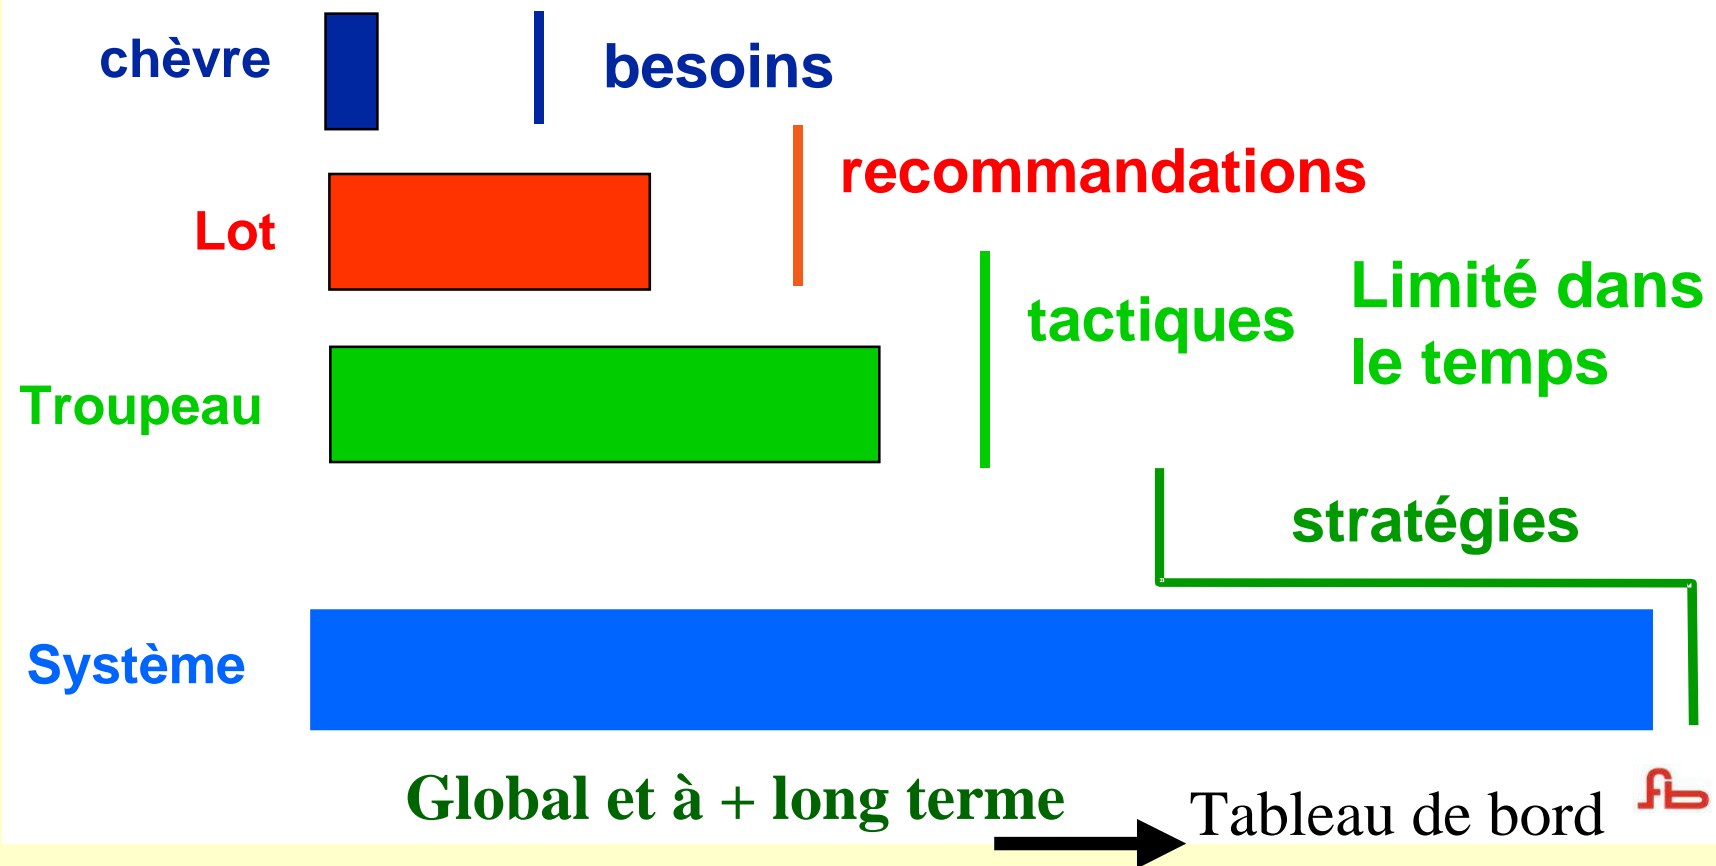 chèvre
besoins
recommandations
Lot
Limité dans
le temps
tactiques
Troupeau
stratégies
Système
Global et à + long terme
Tableau de bord